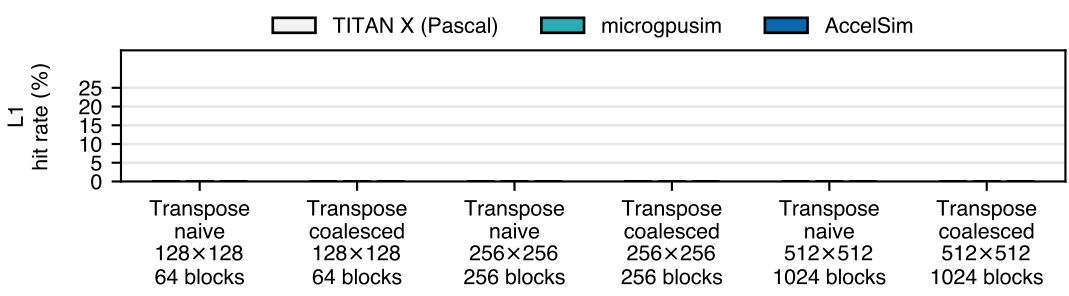 TITAN X (Pascal) microgpusim AccelSim
L1
hit rate (%)
25
20
15
10
5
0
Transpose naive 128×128 64 blocks
Transpose coalesced 128×128 64 blocks
Transpose naive 256×256 256 blocks
Transpose coalesced 256×256 256 blocks
Transpose naive 512×512 1024 blocks
Transpose coalesced 512×512 1024 blocks